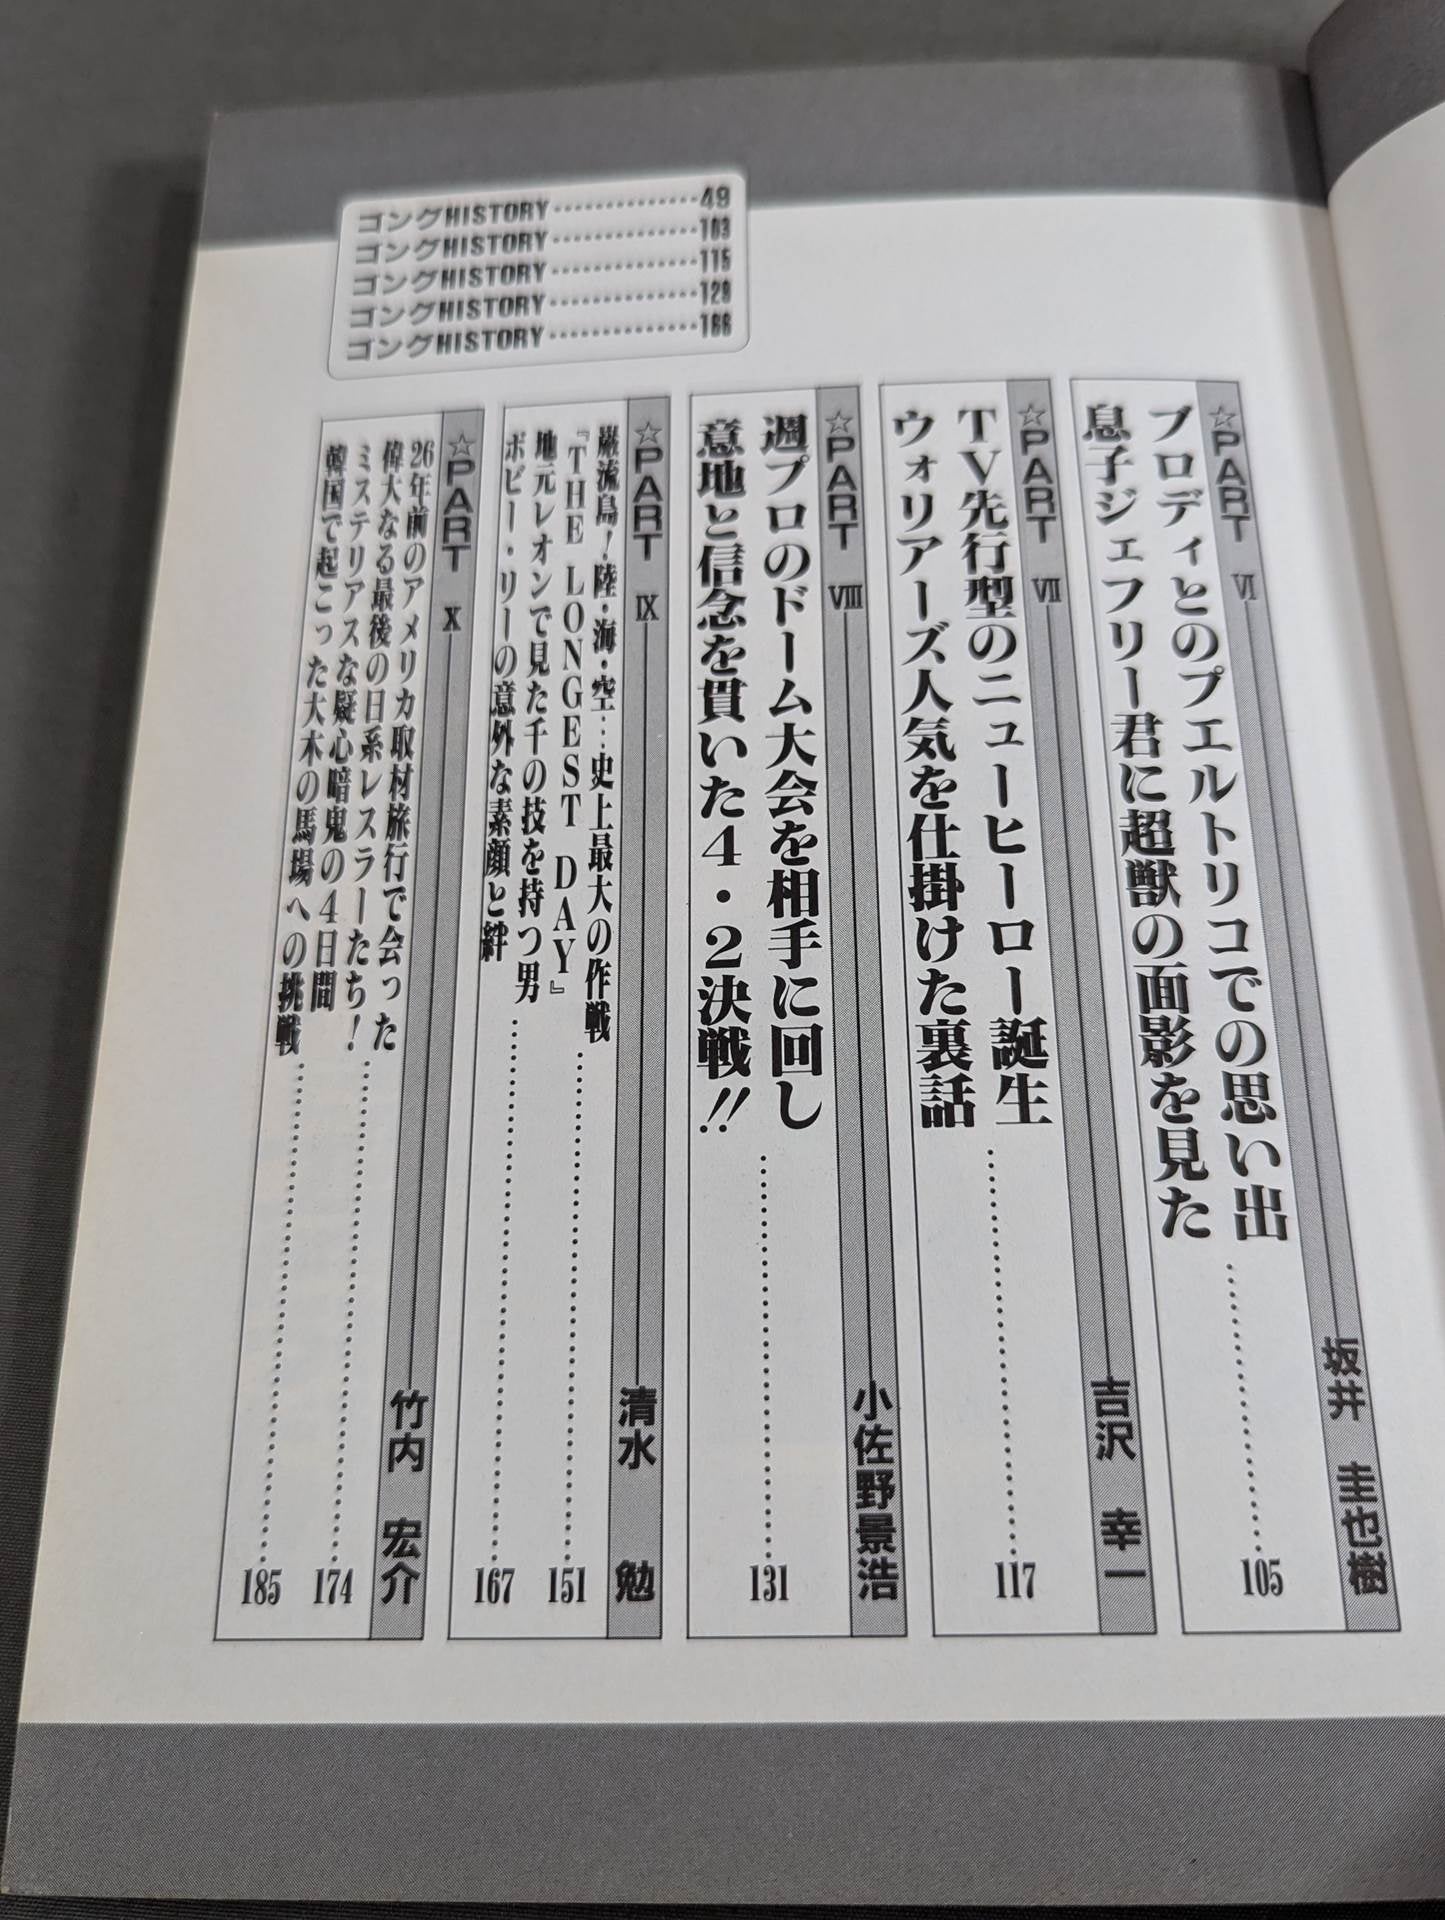 ゴングHISTORY……………49
ゴングHISTORY……………103
ゴングHISTORY……………115
ゴングHISTORY……………129
ゴングHISTORY……………166
☆PART Ⅵ 坂井 圭也樹
ブロディとのプエルトリコでの思い出
息子ジェフリー君に超獣の面影を見た……………105
☆PART Ⅶ 吉沢 幸一
TV先行型のニューヒーロー誕生
ウォリアーズ人気を仕掛けた裏話……………117
☆PART Ⅷ 小佐野景浩
週プロのドーム大会を相手に回し
意地と信念を貫いた4・2決戦!!……………131
☆PART Ⅸ 清水 勉
巌流島!陸・海・空…史上最大の作戦
『THE LONGEST DAY』……………151
地元レオンで見た千の技を持つ男
ボビー・リーの意外な素顔と絆……………167
☆PART Ⅹ 竹内 宏介
26年前のアメリカ取材旅行で会った
偉大なる最後の日系レスラーたち!……………174
ミステリアスな疑心暗鬼の4日間
韓国で起こった大木の馬場への挑戦……………185